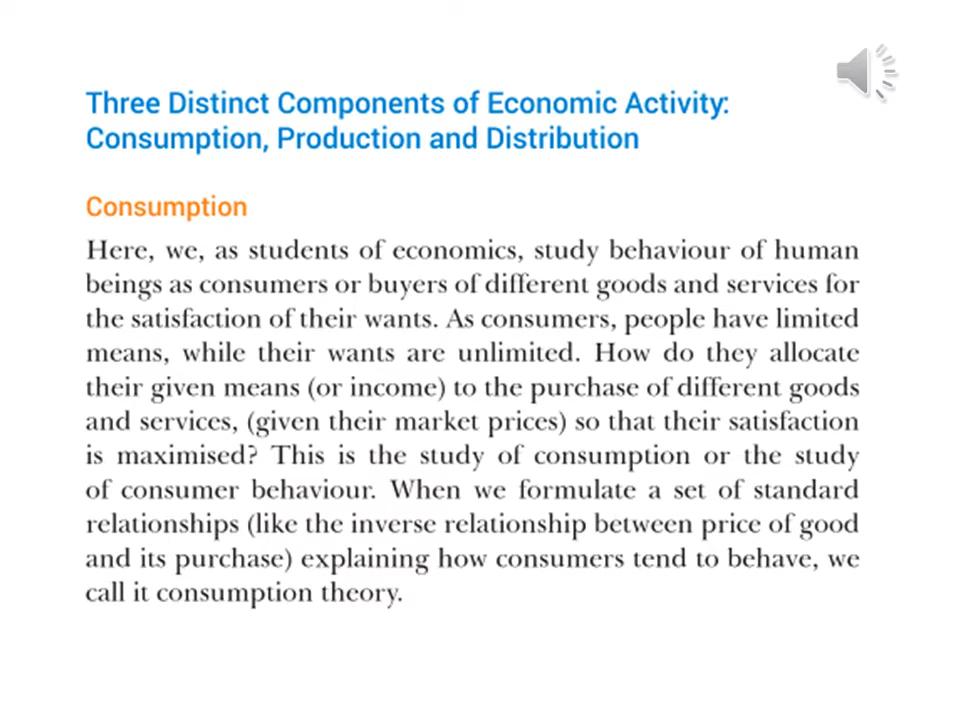 Three Distinct Components of Economic Activity:
Consumption, Production and Distribution
Consumption
Here, we, as students of economics, study behaviour of human
beings as consumers or buyers of different goods and services for
the satisfaction of their wants. As consumers, people have limited
means, while their wants are unlimited. How do they allocate
their given means (or income) to the purchase of different goods
and services, (given their market prices) so that their satisfaction
is maximised? This is the study of consumption or the study
of consumer behaviour. When we formulate a set of standard
relationships (like the inverse relationship between price of good
and its purchase) explaining how consumers tend to behave, we
call it consumption theory.